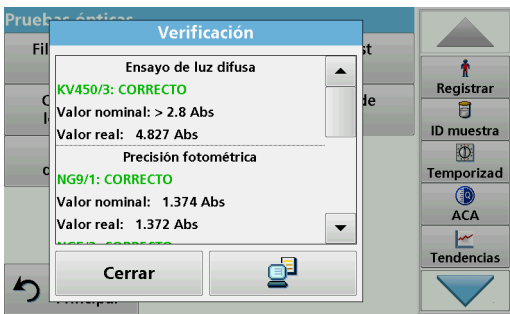 Pruebas ópticas
Verificación
Ensayo de luz difusa
KV450/3: CORRECTO
Valor nominal: > 2.8 Abs
Valor real: 4.827 Abs
Precisión fotométrica
NG9/1: CORRECTO
Valor nominal: 1.374 Abs
Valor real: 1.372 Abs
Cerrar
Principal
Registrar
ID muestra
Temporizad
ACA
Tendencias